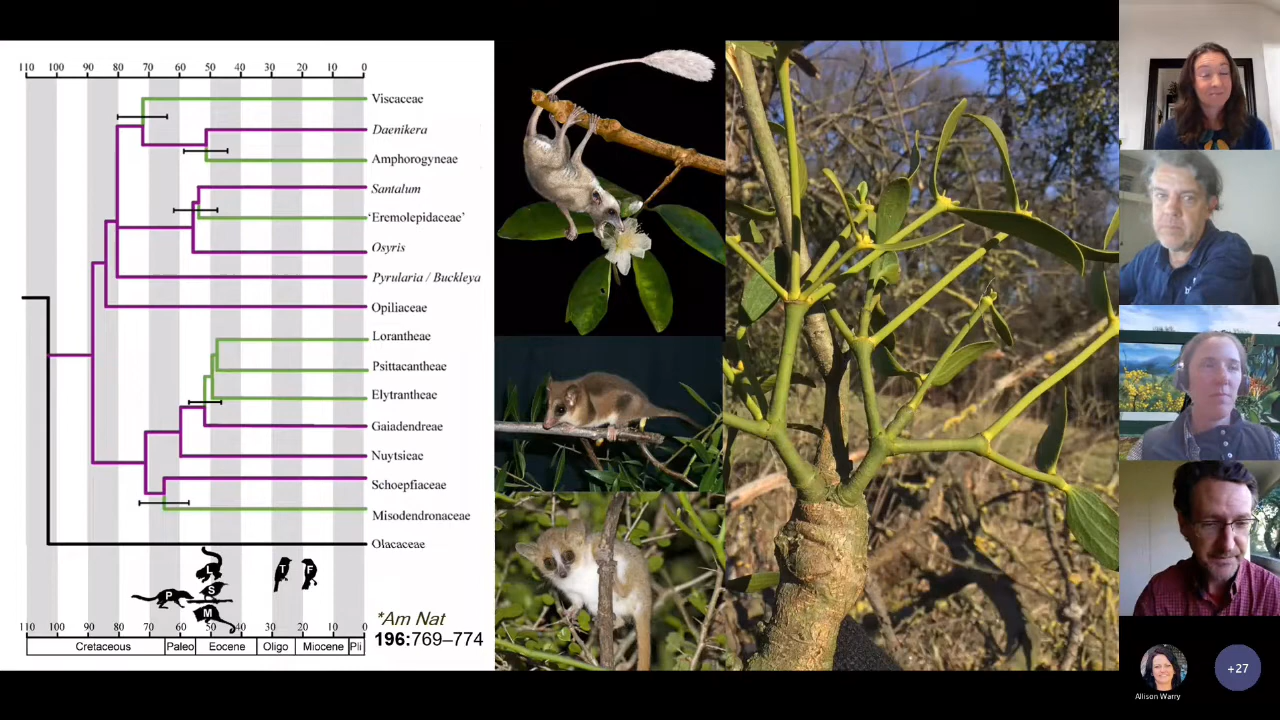 110 100 90 80 70 60 50 40 30 20 10 0
Viscaceae
Daenikera
Amphorogyneae
Santalum
'Eremolepidaceae'
Osyris
Pyrularia / Buckleya
Opiliaceae
Lorantheae
Psittacantheae
Elytrantheae
Gaiadendreae
Nuytsieae
Schoepfiaceae
Misodendronaceae
Olacaceae
L
T F
P S
M
110 100 90 80 70 60 50 40 30 20 10 0
Cretaceous Paleo Eocene Oligo Miocene Pli
*Am Nat
196:769–774
Allison Warry
+27